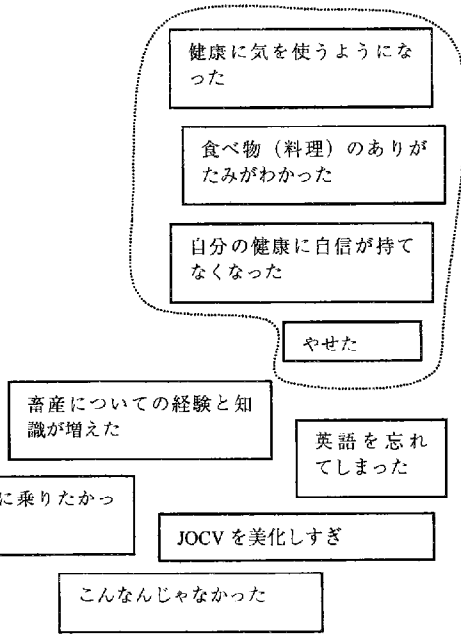 健康に気を使うようにな
った
食べ物（料理）のありが
たみがわかった
自分の健康に自信が持て
なくなった
やせた
畜産についての経験と知
識が増えた
英語を忘れ
てしまった
に乗りたかっ
JOCVを美化しすぎ
こんなんじゃなかった